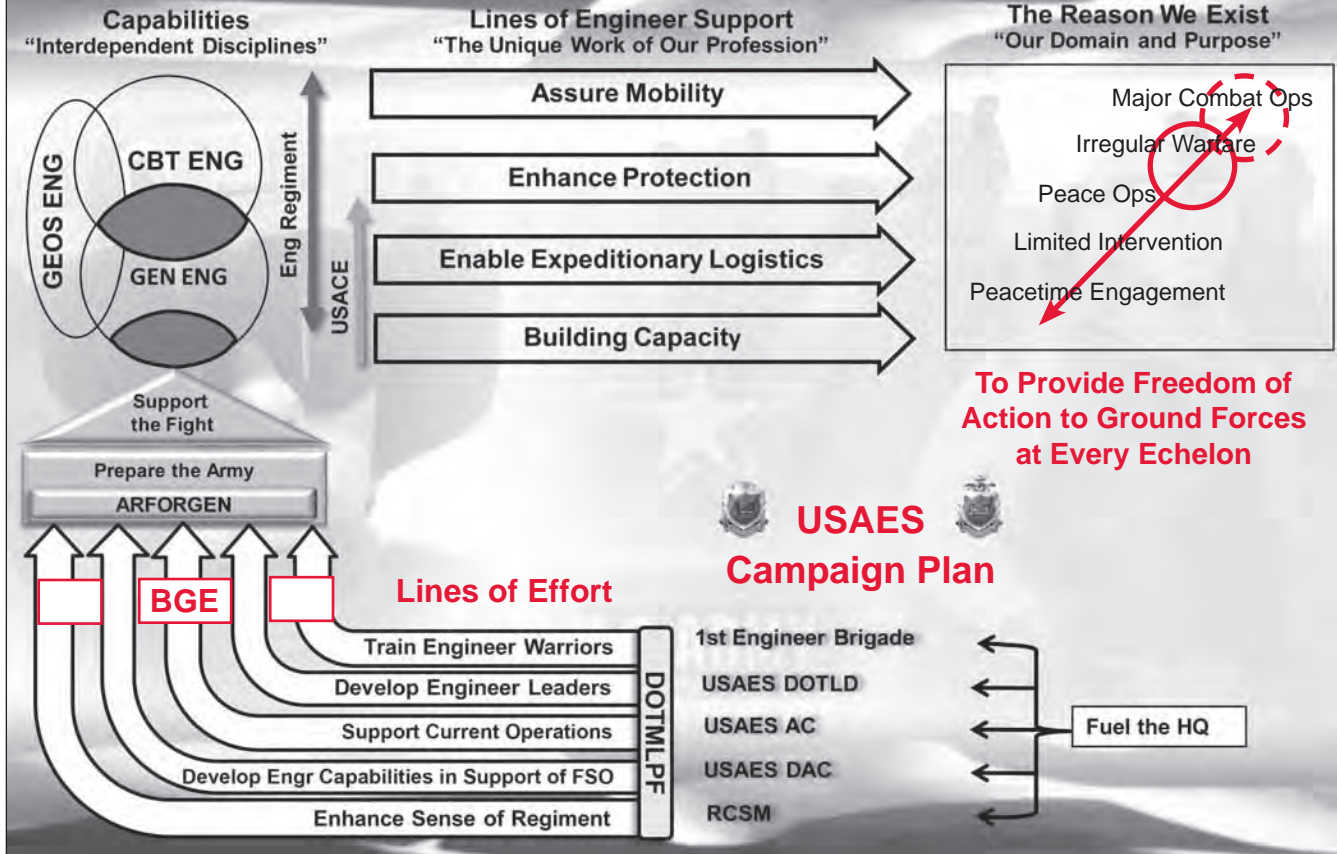 Capabilities
“Interdependent Disciplines”
Lines of Engineer Support
“The Unique Work of Our Profession”
The Reason We Exist
“Our Domain and Purpose”
GEOS ENG
CBT ENG
GEN ENG
Eng Regiment
USACE
Assure Mobility
Enhance Protection
Enable Expeditionary Logistics
Building Capacity
Major Combat Ops
Irregular Warfare
Peace Ops
Limited Intervention
Peacetime Engagement
To Provide Freedom of
Action to Ground Forces
at Every Echelon
Support
the Fight
Prepare the Army
ARFORGEN
USAES
Campaign Plan
BGE
Lines of Effort
Train Engineer Warriors
Develop Engineer Leaders
Support Current Operations
Develop Engr Capabilities in Support of FSO
Enhance Sense of Regiment
DOTMLPF
1st Engineer Brigade
USAES DOTLD
USAES AC
USAES DAC
RCSM
Fuel the HQ